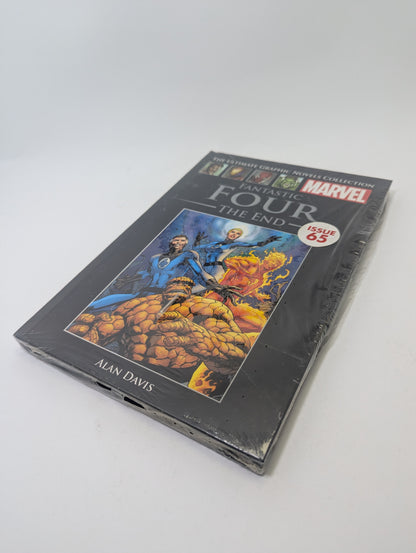 The Ultimate Graphic Novels Collection
MARVEL
Fantastic
Four
The End
ISSUE
65
Alan Davis